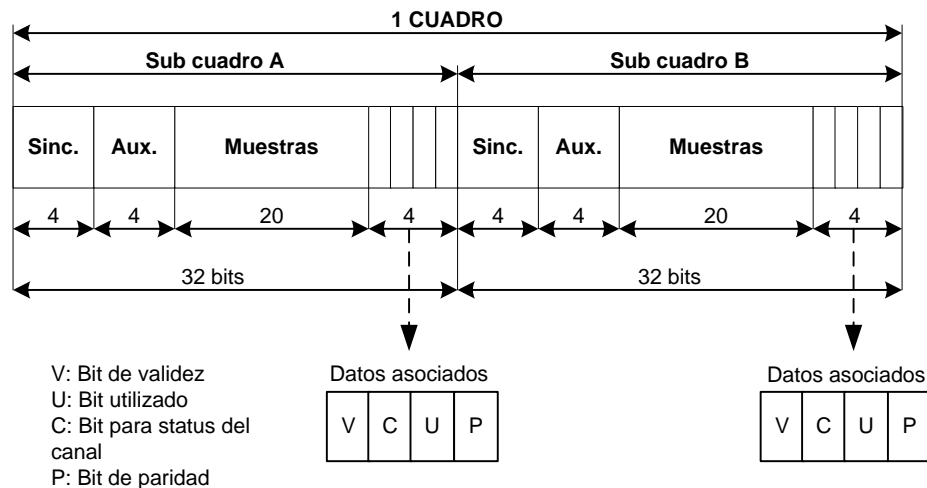 1 CUADRO
Sub cuadro A Sub cuadro B
Sinc. Aux. Muestras Sinc. Aux. Muestras
4 4 20 4 4 4 20 4
32 bits 32 bits
V: Bit de validez
U: Bit utilizado
C: Bit para status del
canal
P: Bit de paridad
Datos asociados
V C U P
Datos asociados
V C U P